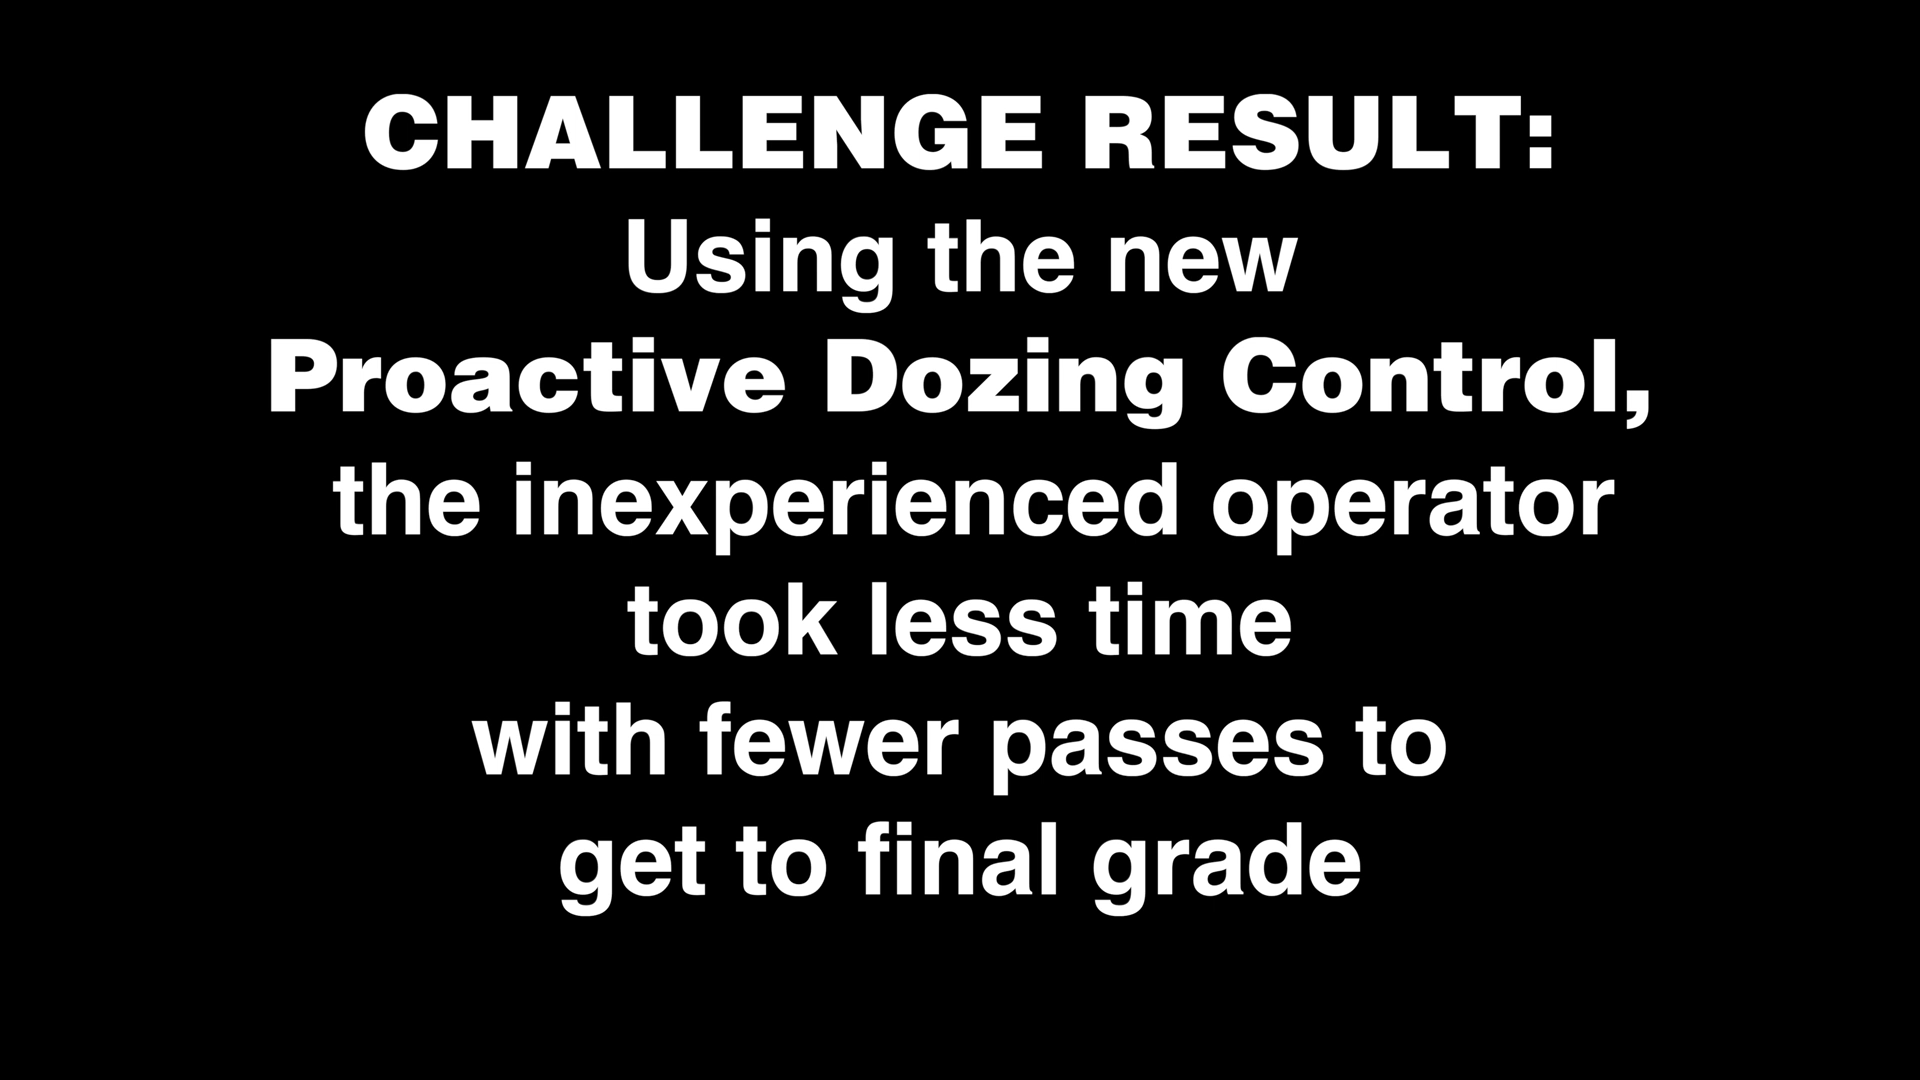 CHALLENGE RESULT:
Using the new
Proactive Dozing Control,
the inexperienced operator
took less time
with fewer passes to
get to final grade